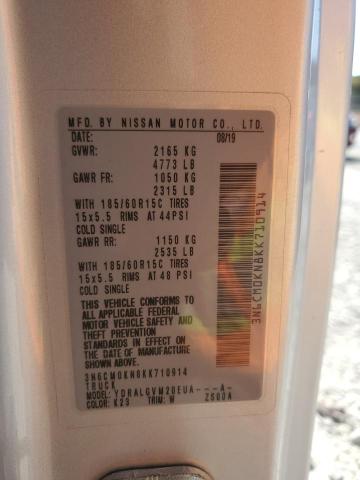 MFD. BY NISSAN MOTOR CO., LTD.
DATE: 08/19
GVWR: 2165 KG
4773 LB
GAWR FR: 1050 KG
2315 LB
WITH 185/60R15C TIRES
15x5.5 RIMS AT 44PSI
COLD SINGLE
GAWR RR: 1150 KG
2535 LB
WITH 185/60R15C TIRES
15x5.5 RIMS AT 48 PSI
COLD SINGLE
THIS VEHICLE CONFORMS TO
ALL APPLICABLE FEDERAL
MOTOR VEHICLE SAFETY
AND THEFT PREVENTION
STANDARDS IN EFFECT ON
THE DATE OF MANUFACTURE
SHOWN ABOVE.
3N6CM0KN8KK710914
TRUCK
MODEL: YDRALGVM20EUA---A-
COLOR: K23 TRIM: W Z500A
3N6CM0KN8KK710914